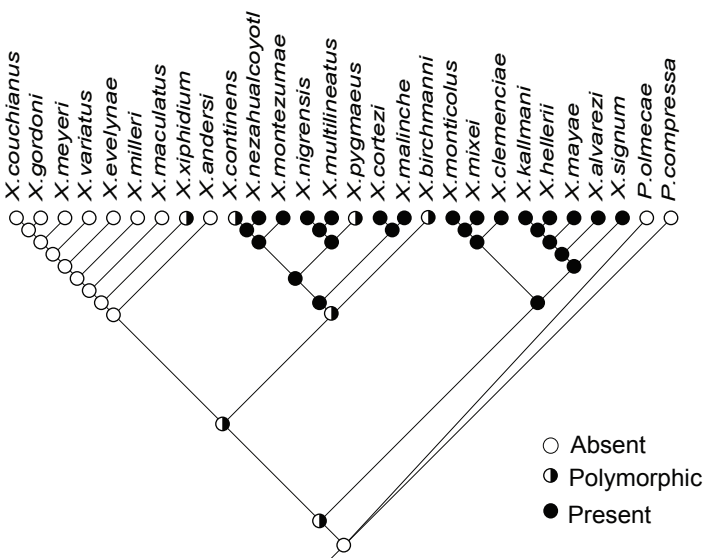 X.couchianus
X.gordoni
X.meyeri
X.variatus
X.evelynae
X.milleri
X.maculatus
X.xiphidium
X.andersi
X.continens
X.nezahualcoyotl
X.montezumae
X.nigrensis
X.multilineatus
X.pygmaeus
X.cortezi
X.malinche
X.birchmanni
X.monticolus
X.mixei
X.clemenciae
X.kallmani
X.hellerii
X.mayae
X.alvarezi
X.signum
P.olmecae
P.compressa
Absent
Polymorphic
Present